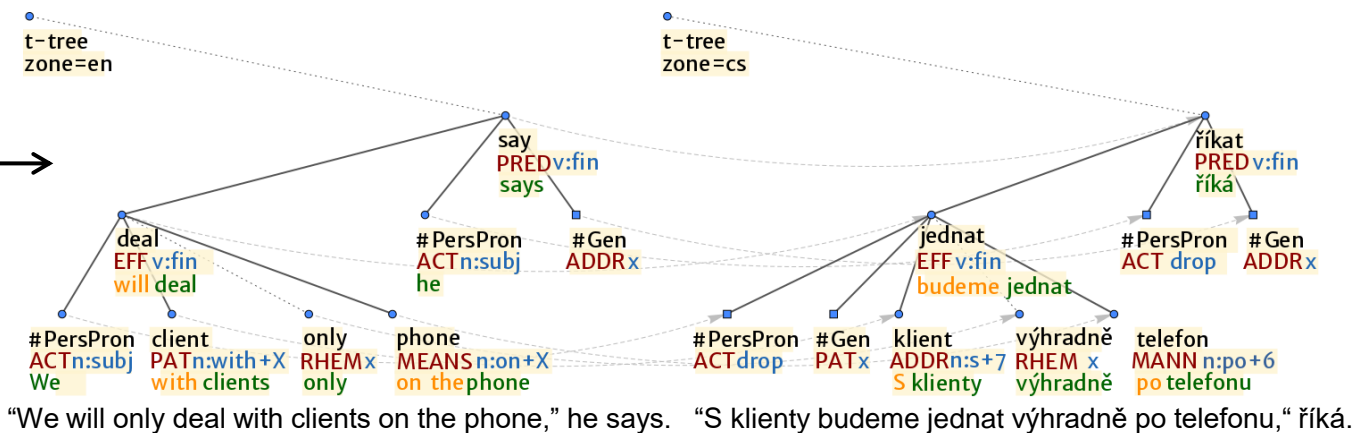 t-tree
zone=en
t-tree
zone=cs
say
PRED v:fin
says
říkat
PRED v:fin
říká
deal
EFF v:fin
will deal
#PersPron
ACT n:subj
he
#Gen
ADDR x
jednat
EFF v:fin
budeme jednat
#PersPron
ACT drop
#Gen
ADDR x
#PersPron
ACT n:subj
We
client
PAT n:with+X
with clients
only
RHEM x
only
phone
MEANS n:on+X
on the phone
#PersPron
ACT drop
#Gen
PAT x
klient
ADDR n:s+7
S klienty
výhradně
RHEM x
výhradně
telefon
MANN n:po+6
po telefonu
“We will only deal with clients on the phone,” he says.
“S klienty budeme jednat výhradně po telefonu,“ říká.